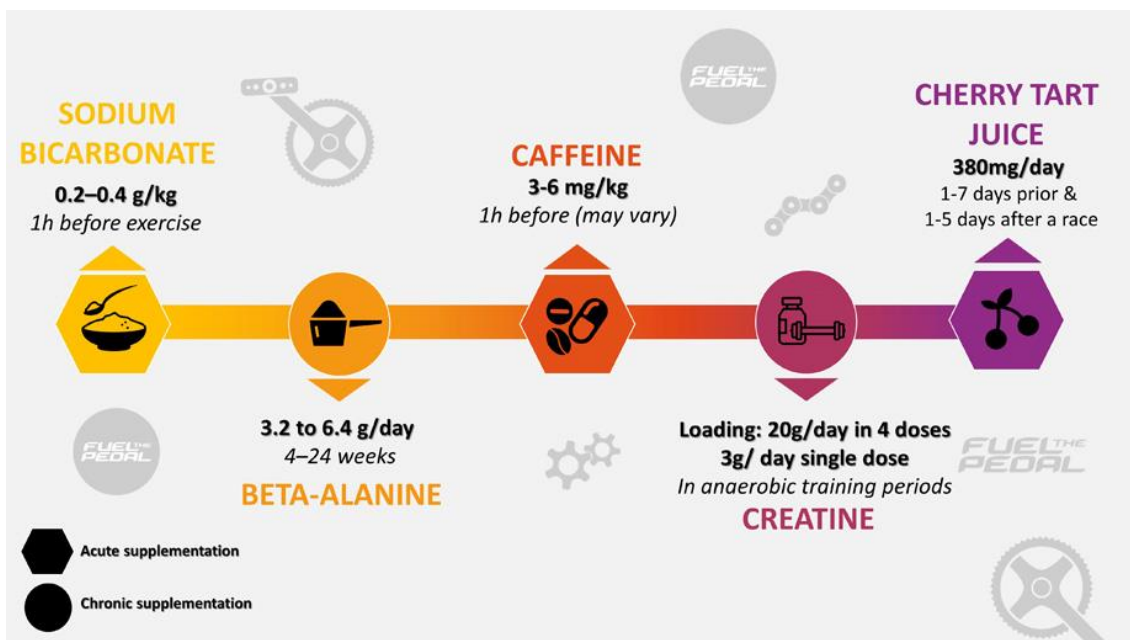 SODIUM
BICARBONATE
0.2–0.4 g/kg
1h before exercise
3.2 to 6.4 g/day
4–24 weeks
BETA-ALANINE
CAFFEINE
3-6 mg/kg
1h before (may vary)
Loading: 20g/day in 4 doses
3g/ day single dose
In anaerobic training periods
CREATINE
CHERRY TART
JUICE
380mg/day
1-7 days prior &
1-5 days after a race
FUEL THE
PEDAL
FUEL THE
PEDAL
FUEL THE
PEDAL
Acute supplementation
Chronic supplementation